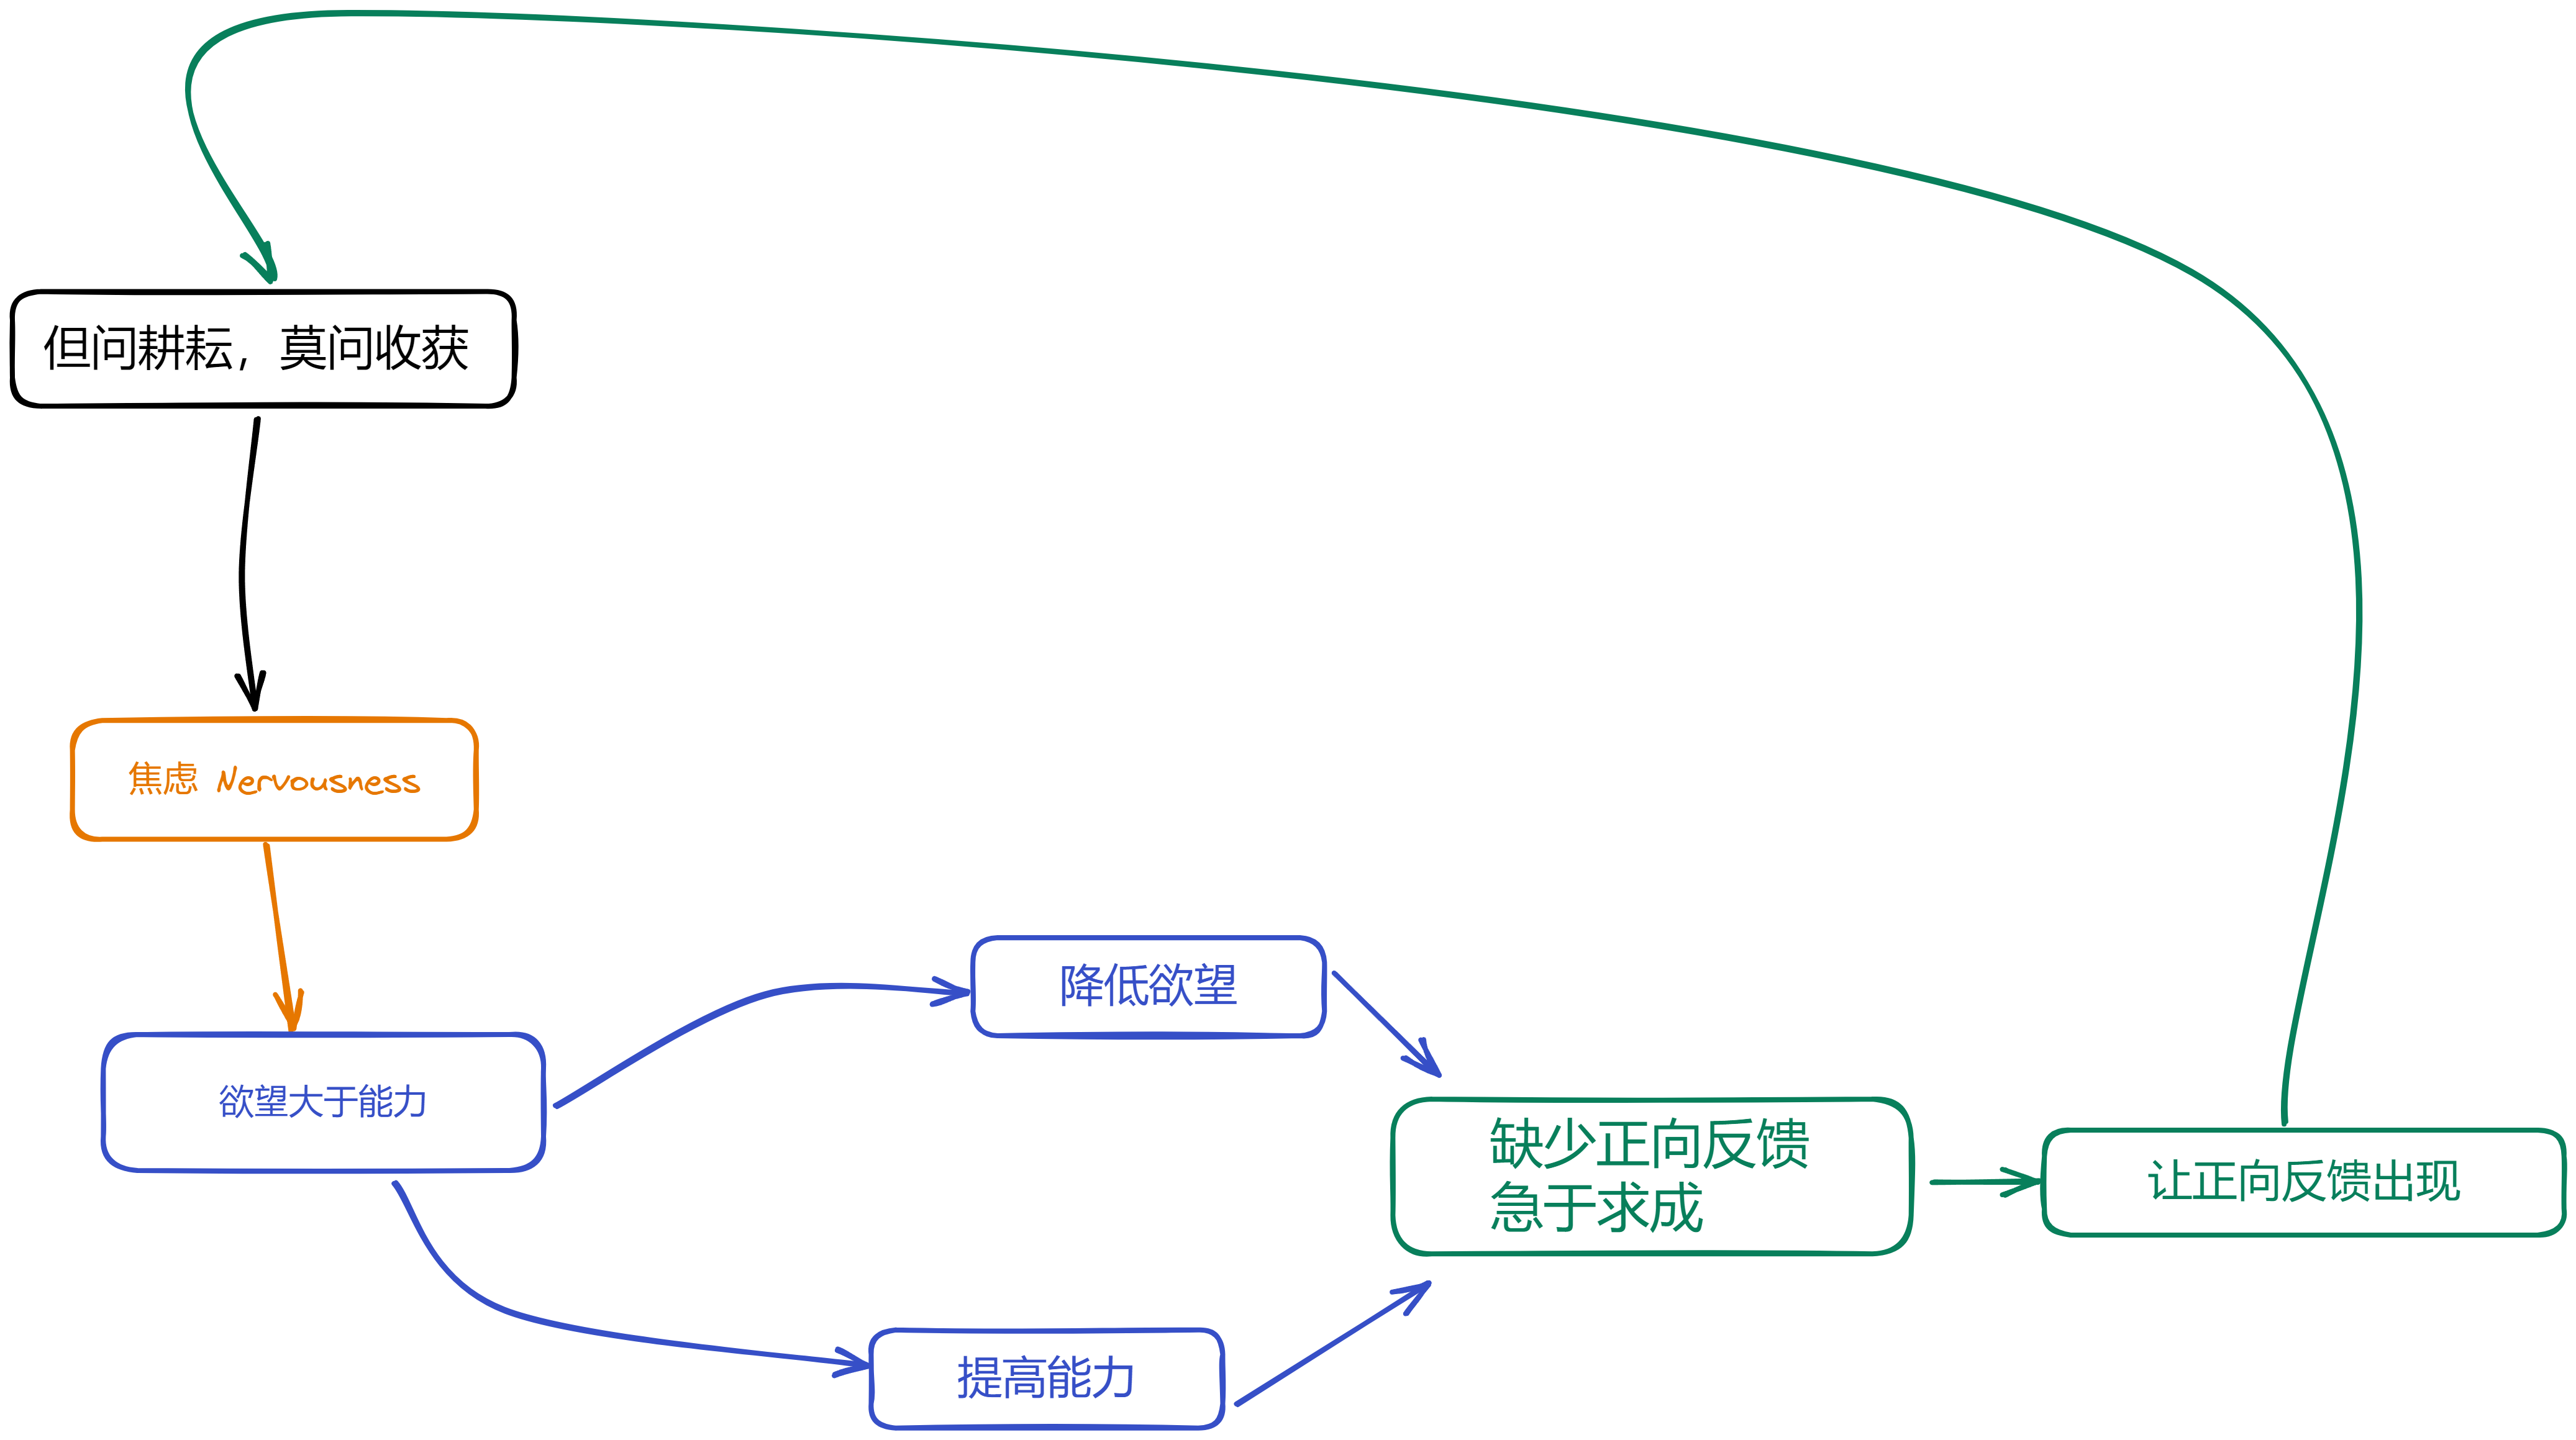 但问耕耘，莫问收获
焦虑 Nervousness
欲望大于能力
降低欲望
提高能力
缺少正向反馈
急于求成
让正向反馈出现